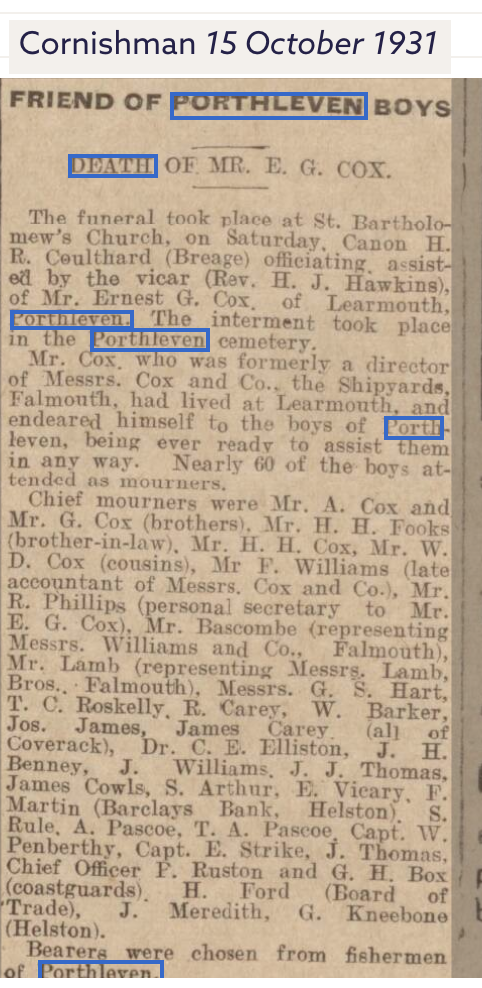 Cornishman 15 October 1931
FRIEND OF PORTHLEVEN BOYS
DEATH OF MR. E. G. COX.
The funeral took place at St. Bartholo-
mew's Church, on Saturday, Canon H.
R. Coulthard (Breage) officiating, assist-
ed by the vicar (Rev. H. J. Hawkins),
of Mr. Ernest G. Cox, of Learmouth,
Porthleven. The interment took place
in the Porthleven cemetery.
Mr. Cox, who was formerly a director
of Messrs. Cox and Co., the Shipyards,
Falmouth, had lived at Learmouth, and
endeared himself to the boys of Porth-
leven, being ever ready to assist them
in any way. Nearly 60 of the boys at-
tended as mourners.
Chief mourners were Mr. A. Cox and
Mr. G. Cox (brothers), Mr. H. H. Fooks
(brother-in-law), Mr. H. H. Cox, Mr. W.
D. Cox (cousins), Mr F. Williams (late
accountant of Messrs. Cox and Co.), Mr.
R. Phillips (personal secretary to Mr.
E. G. Cox), Mr. Bascombe (representing
Messrs. Williams and Co., Falmouth),
Mr. Lamb (representing Messrs. Lamb,
Bros., Falmouth), Messrs. G. S. Hart,
T. C. Roskelly, R. Carey, W. Barker,
Jos. James, James Carey (all of
Coverack), Dr. C. E. Elliston, J. H.
Benney, J. Williams, J. J. Thomas,
James Cowls, S. Arthur, E. Vicary, F.
Martin (Barclays Bank, Helston), S.
Rule, A. Pascoe, T. A. Pascoe, Capt. W.
Penberthy, Capt. E. Strike, J. Thomas,
Chief Officer F. Ruston and G. H. Box
(coastguards), H. Ford (Board of
Trade), J. Meredith, G. Kneebone
(Helston).
Bearers were chosen from fishermen
of Porthleven.